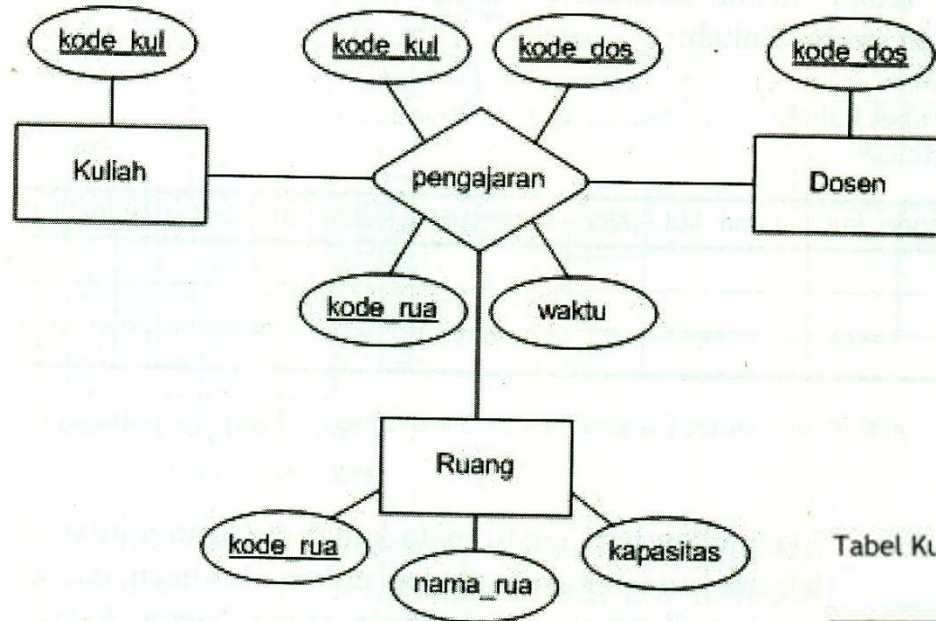 kode_kul
kode_kul
kode_dos
kode_dos
Kuliah
pengajaran
Dosen
kode_rua
waktu
Ruang
kode_rua
nama_rua
kapasitas
Tabel Ku